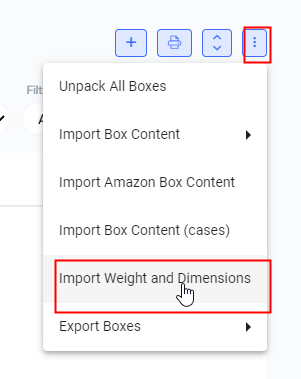 Filt
Unpack All Boxes
Import Box Content
Import Amazon Box Content
Import Box Content (cases)
Import Weight and Dimensions
Export Boxes